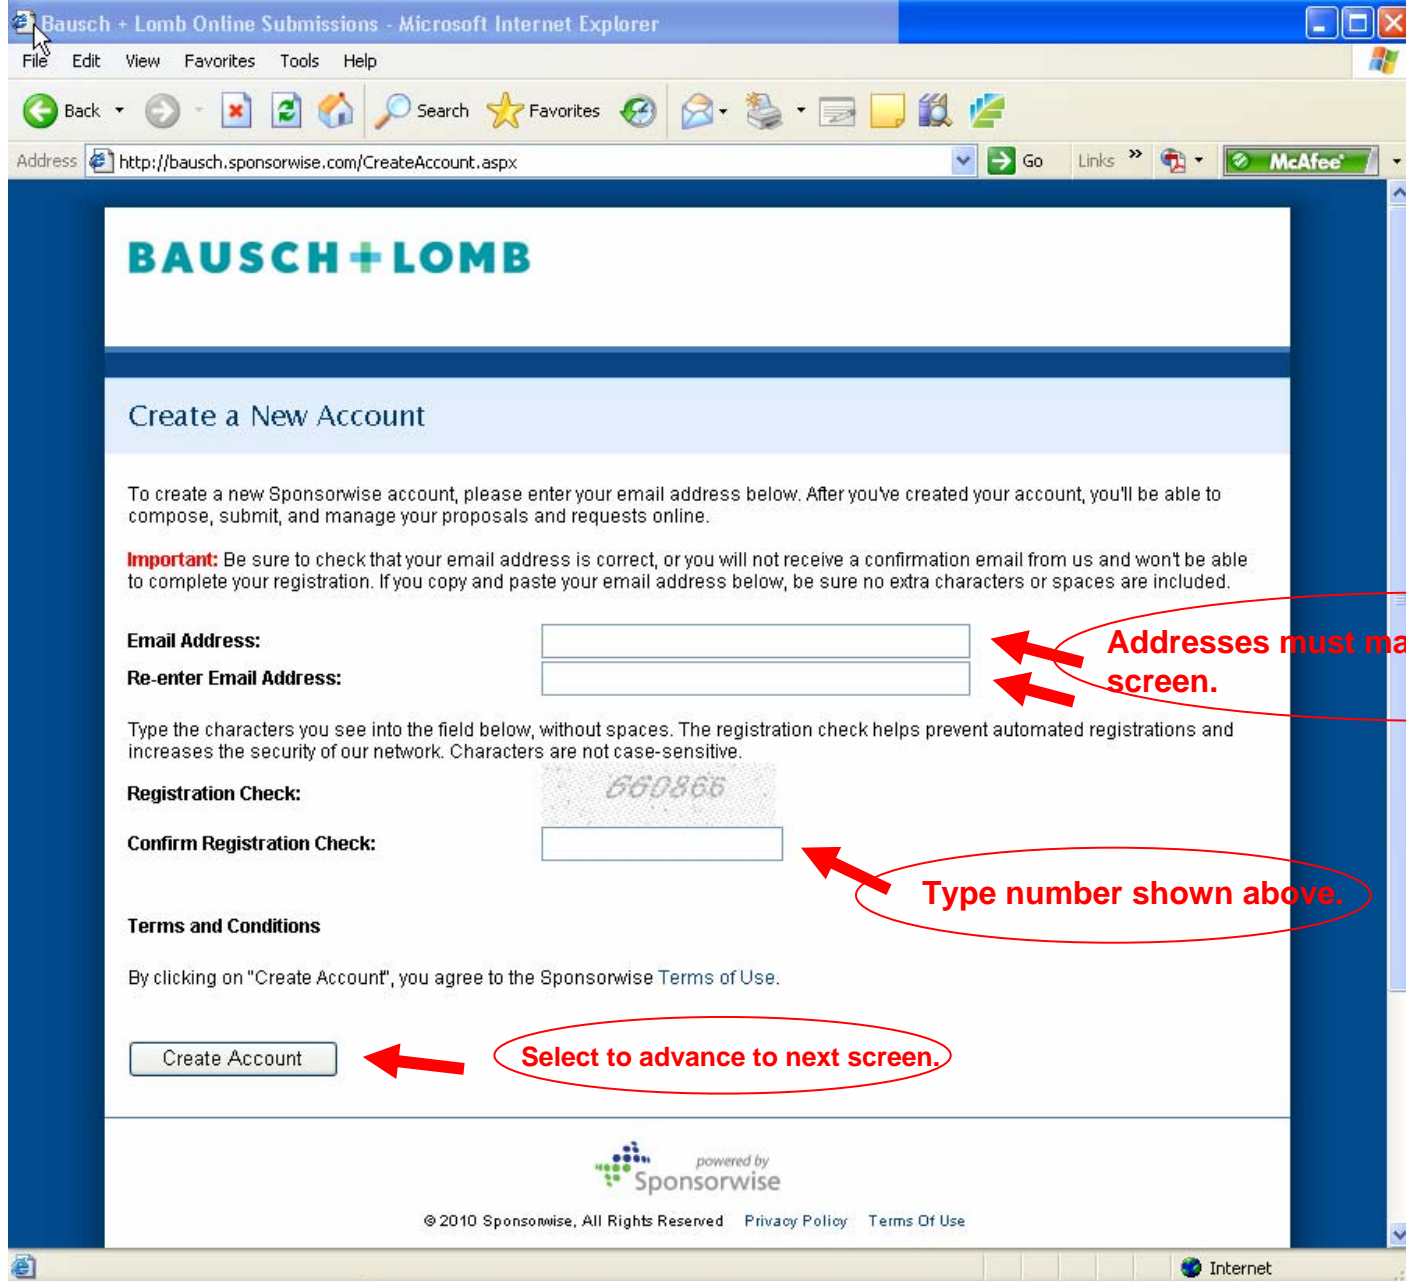 Bausch + Lomb Online Submissions - Microsoft Internet Explorer
File Edit View Favorites Tools Help
Back Search Favorites
Address http://bausch.sponsorwise.com/CreateAccount.aspx Go Links » McAfee
BAUSCH + LOMB
Create a New Account
To create a new Sponsorwise account, please enter your email address below. After you've created your account, you'll be able to
compose, submit, and manage your proposals and requests online.
Important: Be sure to check that your email address is correct, or you will not receive a confirmation email from us and won't be able
to complete your registration. If you copy and paste your email address below, be sure no extra characters or spaces are included.
Email Address:
Addresses must ma
Re-enter Email Address:
screen.
Type the characters you see into the field below, without spaces. The registration check helps prevent automated registrations and
increases the security of our network. Characters are not case-sensitive.
Registration Check: 660866
Confirm Registration Check:
Type number shown above.
Terms and Conditions
By clicking on "Create Account", you agree to the Sponsorwise Terms of Use.
Create Account
Select to advance to next screen.
powered by
Sponsorwise
© 2010 Sponsorwise, All Rights Reserved Privacy Policy Terms Of Use
Internet